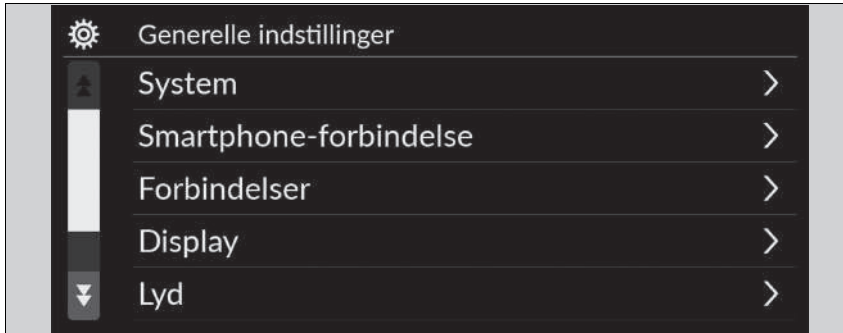 Generelle indstillinger
System
Smartphone-forbindelse
Forbindelser
Display
Lyd